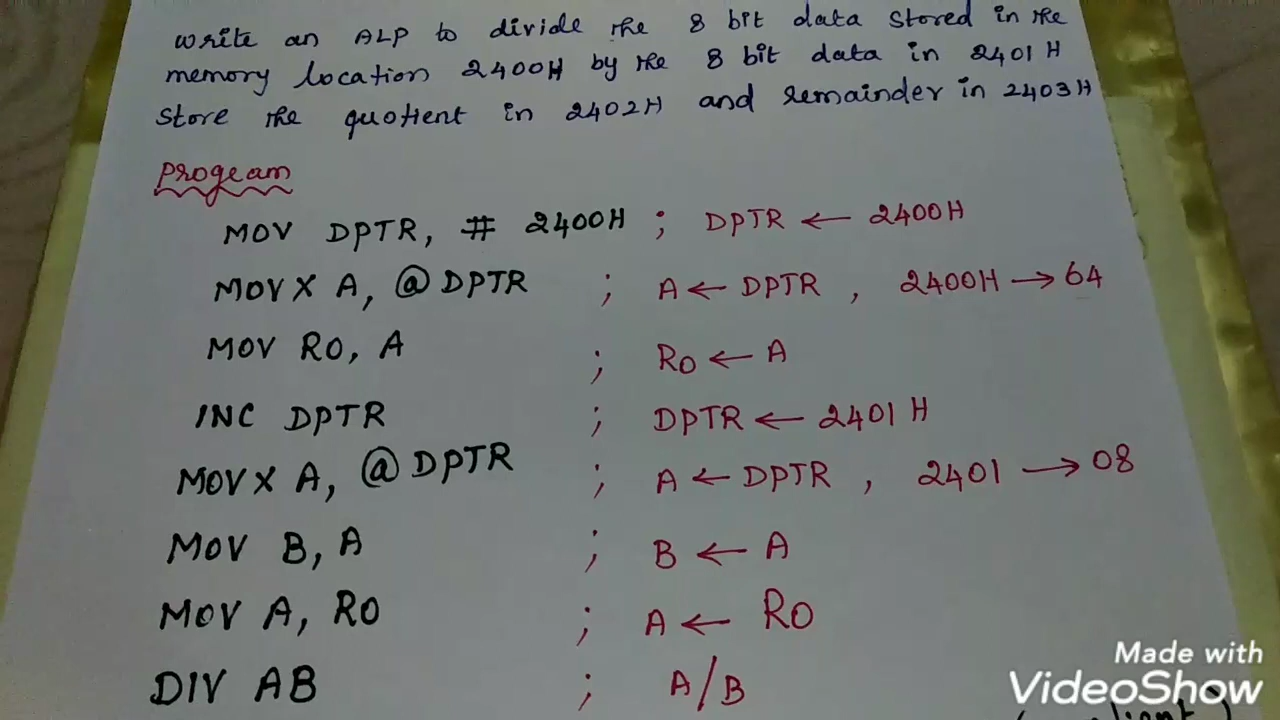 write an ALP to divide the 8 bit data stored in the
memory location 2400H by the 8 bit data in 2401H
store the quotient in 2402H and remainder in 2403H
Program
MOV DPTR, # 2400H ; DPTR ← 2400H
MOVX A, @DPTR ; A ← DPTR , 2400H → 64
MOV R0, A ; R0 ← A
INC DPTR ; DPTR ← 2401H
MOVX A, @DPTR ; A ← DPTR , 2401 → 08
MOV B, A ; B ← A
MOV A, R0 ; A ← R0
DIV AB ; A/B
Made with
VideoShow